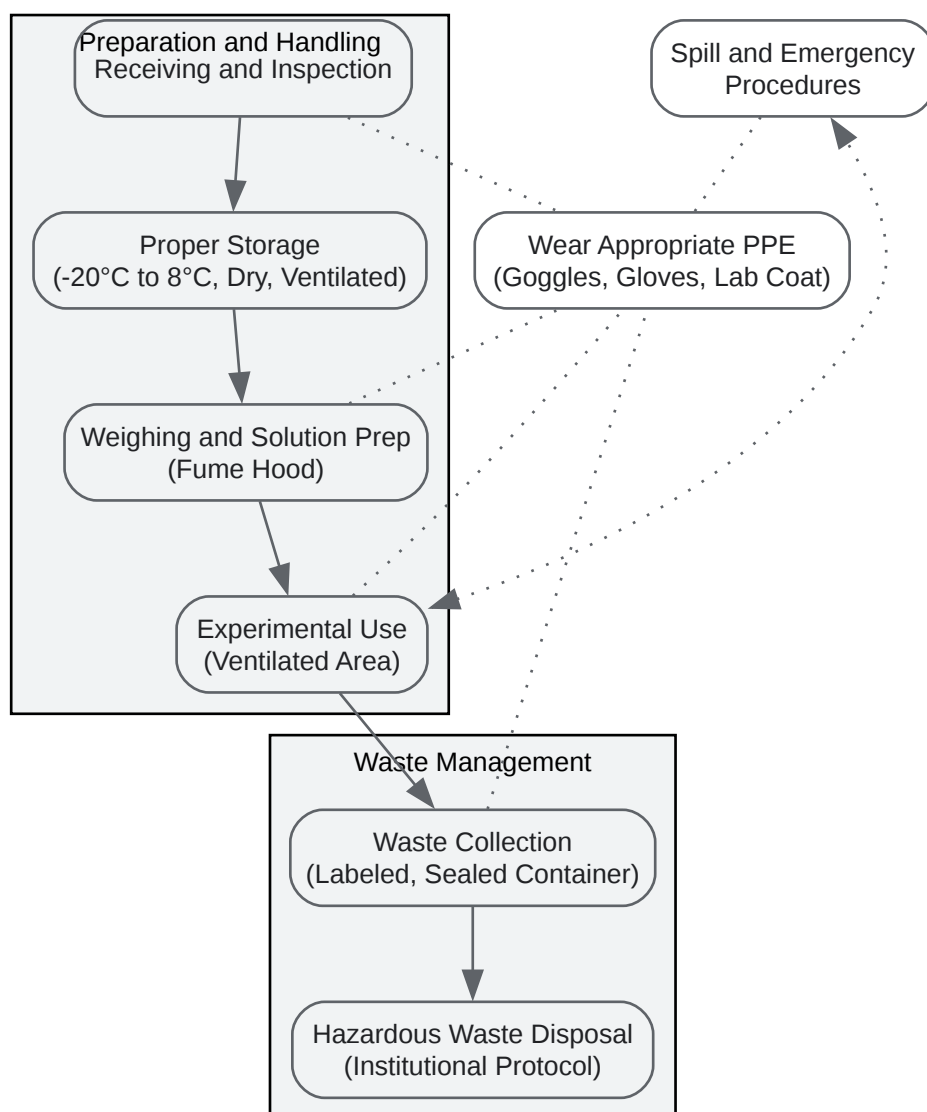 Preparation and Handling
Receiving and Inspection
Spill and Emergency
Procedures
Proper Storage
(-20°C to 8°C, Dry, Ventilated)
Wear Appropriate PPE
(Goggles, Gloves, Lab Coat)
Weighing and Solution Prep
(Fume Hood)
Experimental Use
(Ventilated Area)
Waste Management
Waste Collection
(Labeled, Sealed Container)
Hazardous Waste Disposal
(Institutional Protocol)